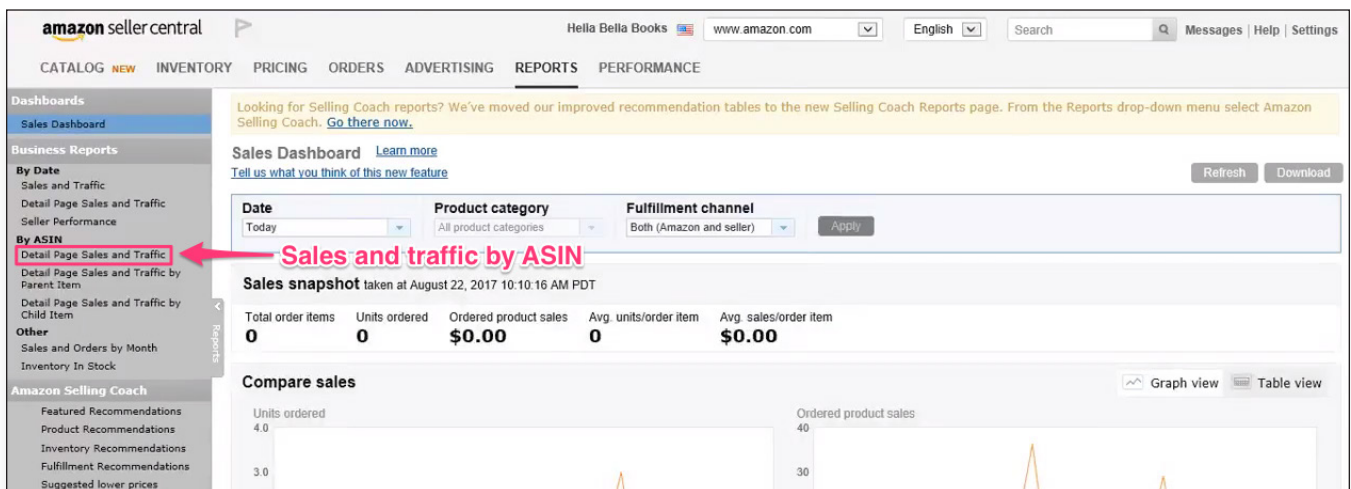 amazon seller central
Hella Bella Books
www.amazon.com
English
Search
Messages | Help | Settings
CATALOG NEW INVENTORY PRICING ORDERS ADVERTISING REPORTS PERFORMANCE
Dashboards
Sales Dashboard
Business Reports
By Date
Sales and Traffic
Detail Page Sales and Traffic
Seller Performance
By ASIN
Detail Page Sales and Traffic
Detail Page Sales and Traffic by
Parent Item
Detail Page Sales and Traffic by
Child Item
Other
Sales and Orders by Month
Inventory In Stock
Amazon Selling Coach
Featured Recommendations
Product Recommendations
Inventory Recommendations
Fulfillment Recommendations
Suggested lower prices
Reports
Looking for Selling Coach reports? We've moved our improved recommendation tables to the new Selling Coach Reports page. From the Reports drop-down menu select Amazon
Selling Coach. Go there now.
Sales Dashboard Learn more
Tell us what you think of this new feature
Refresh Download
Date Product category Fulfillment channel
Today All product categories Both (Amazon and seller) Apply
Sales and traffic by ASIN
Sales snapshot taken at August 22, 2017 10:10:16 AM PDT
Total order items Units ordered Ordered product sales Avg. units/order item Avg. sales/order item
0 0 $0.00 0 $0.00
Compare sales
Graph view Table view
Units ordered
4.0
3.0
Ordered product sales
40
30